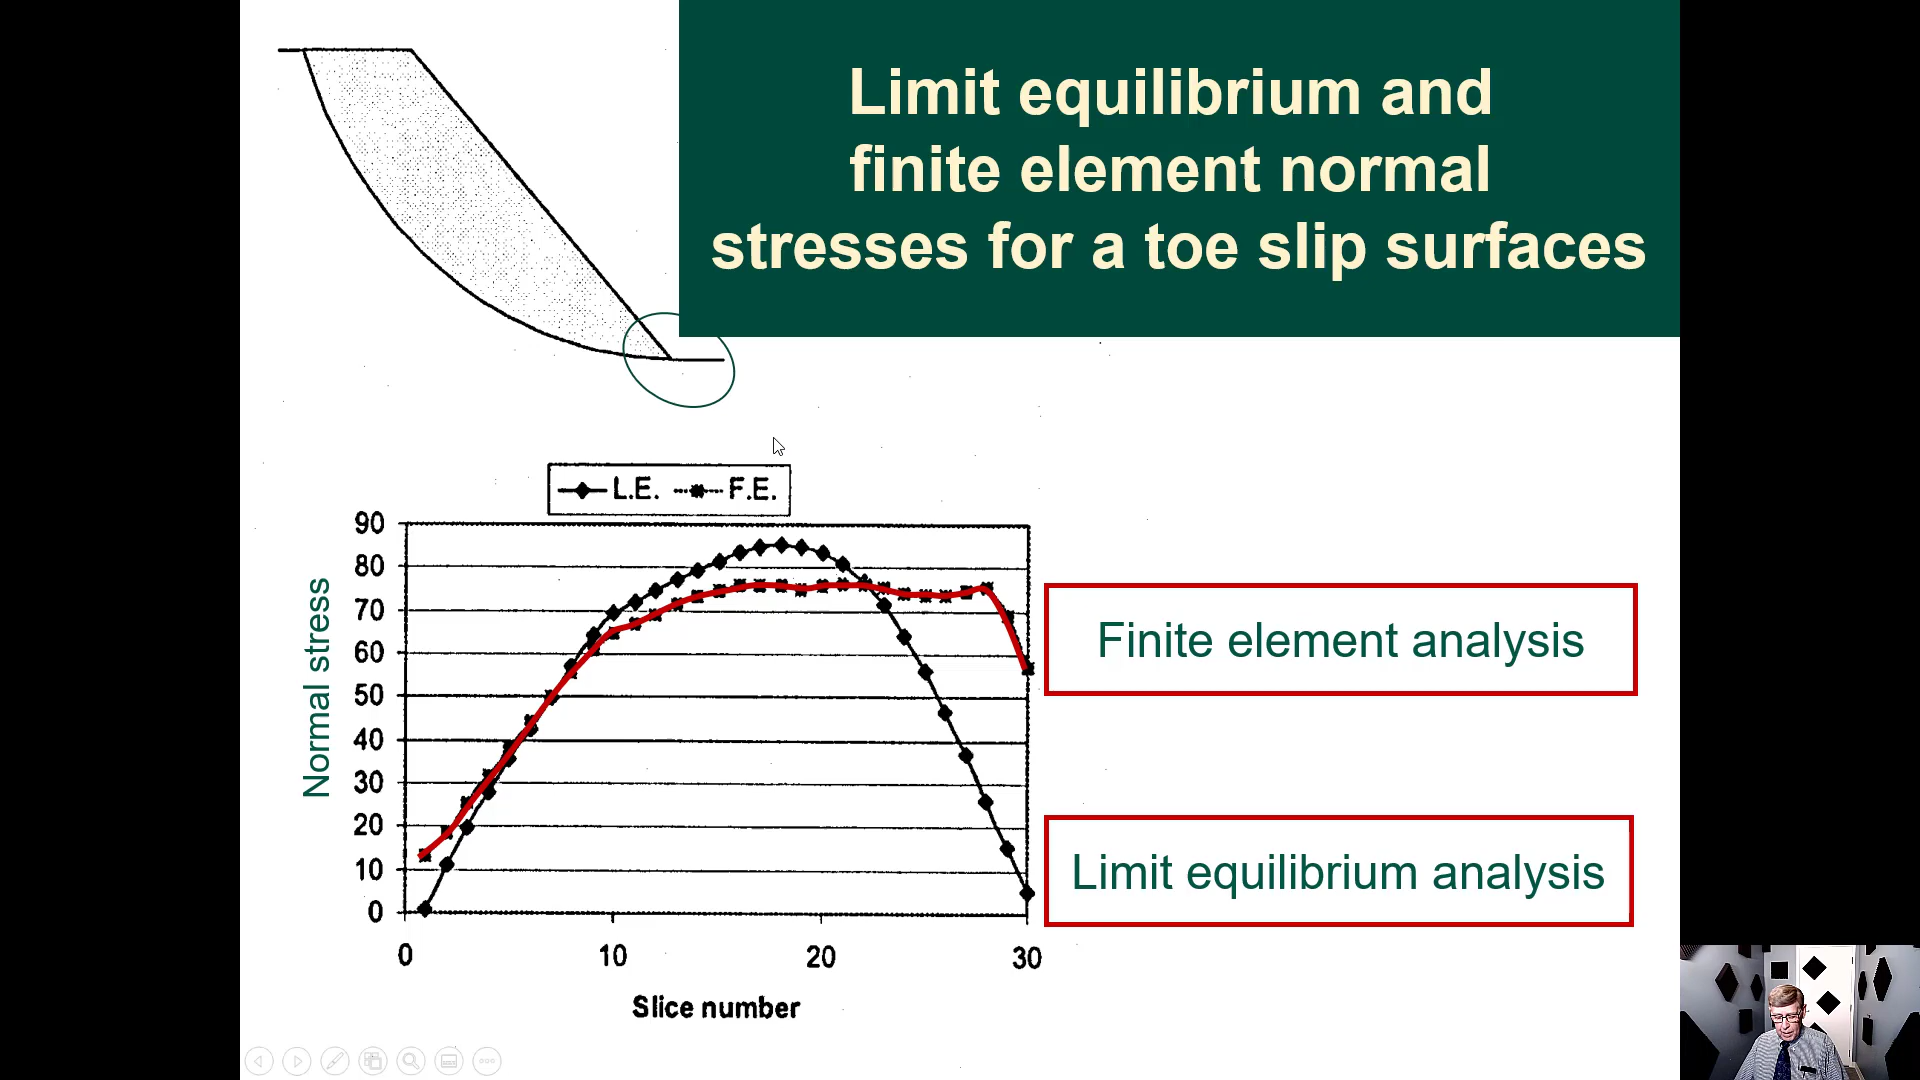 Limit equilibrium and
finite element normal
stresses for a toe slip surfaces
L.E. F.E.
90
80
70
60
50
40
30
20
10
0
Normal stress
0 10 20 30
Slice number
Finite element analysis
Limit equilibrium analysis